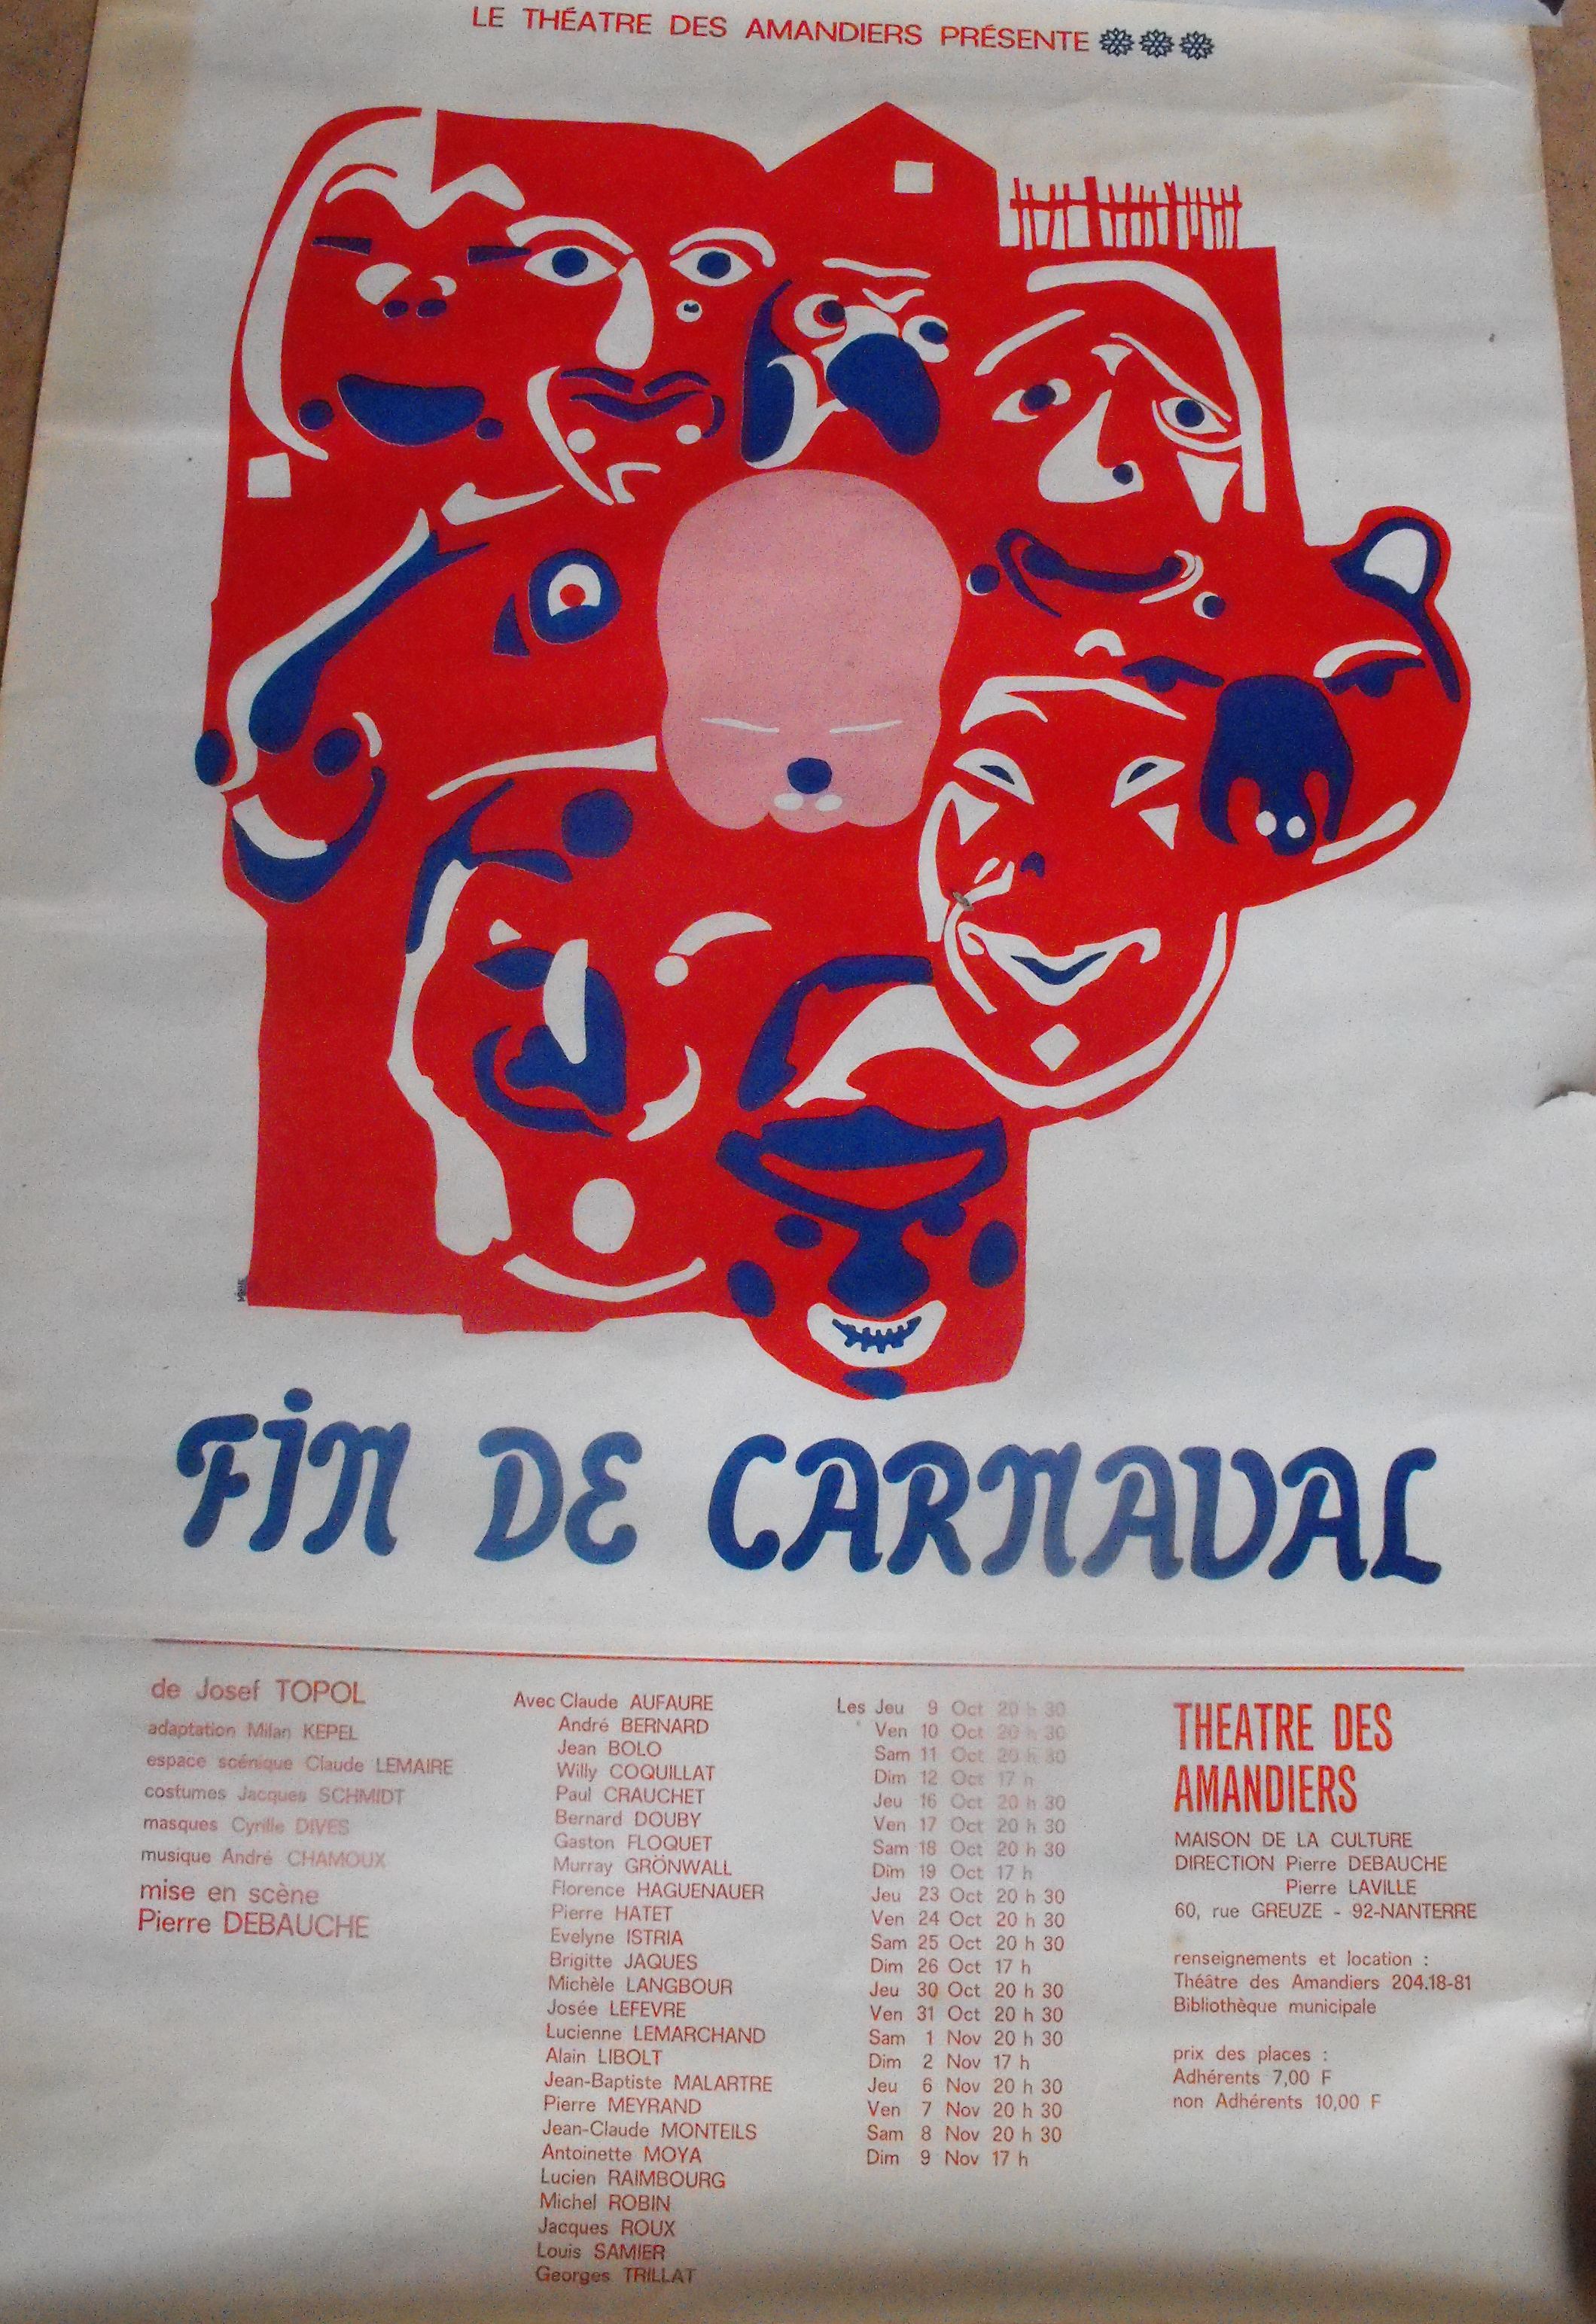 LE THÉATRE DES AMANDIERS PRÉSENTE
FIN DE CARNAVAL
de Josef TOPOL
adaptation Milan KEPEL
espace scénique Claude LEMAIRE
costumes Jacques SCHMIDT
masques Cyrille DIVES
musique André CHAMOUX
mise en scène
Pierre DEBAUCHE
Avec Claude AUFAURE
André BERNARD
Jean BOLO
Willy COQUILLAT
Paul CRAUCHET
Bernard DOUBY
Gaston FLOQUET
Murray GRÖNWALL
Florence HAGUENAUER
Pierre HATET
Evelyne ISTRIA
Brigitte JAQUES
Michèle LANGBOUR
Josée LEFEVRE
Lucienne LEMARCHAND
Alain LIBOLT
Jean-Baptiste MALARTRE
Pierre MEYRAND
Jean-Claude MONTEILS
Antoinette MOYA
Lucien RAIMBOURG
Michel ROBIN
Jacques ROUX
Louis SAMIER
Georges TRILLAT
Les Jeu 9 Oct 20 h 30
Ven 10 Oct 20 h 30
Sam 11 Oct 20 h 30
Dim 12 Oct 17 h
Jeu 16 Oct 20 h 30
Ven 17 Oct 20 h 30
Sam 18 Oct 20 h 30
Dim 19 Oct 17 h
Jeu 23 Oct 20 h 30
Ven 24 Oct 20 h 30
Sam 25 Oct 20 h 30
Dim 26 Oct 17 h
Jeu 30 Oct 20 h 30
Ven 31 Oct 20 h 30
Sam 1 Nov 20 h 30
Dim 2 Nov 17 h
Jeu 6 Nov 20 h 30
Ven 7 Nov 20 h 30
Sam 8 Nov 20 h 30
Dim 9 Nov 17 h
THEATRE DES
AMANDIERS
MAISON DE LA CULTURE
DIRECTION Pierre DEBAUCHE
Pierre LAVILLE
60, rue GREUZE - 92-NANTERRE
renseignements et location :
Théâtre des Amandiers 204.18-81
Bibliothèque municipale
prix des places :
Adhérents 7,00 F
non Adhérents 10,00 F